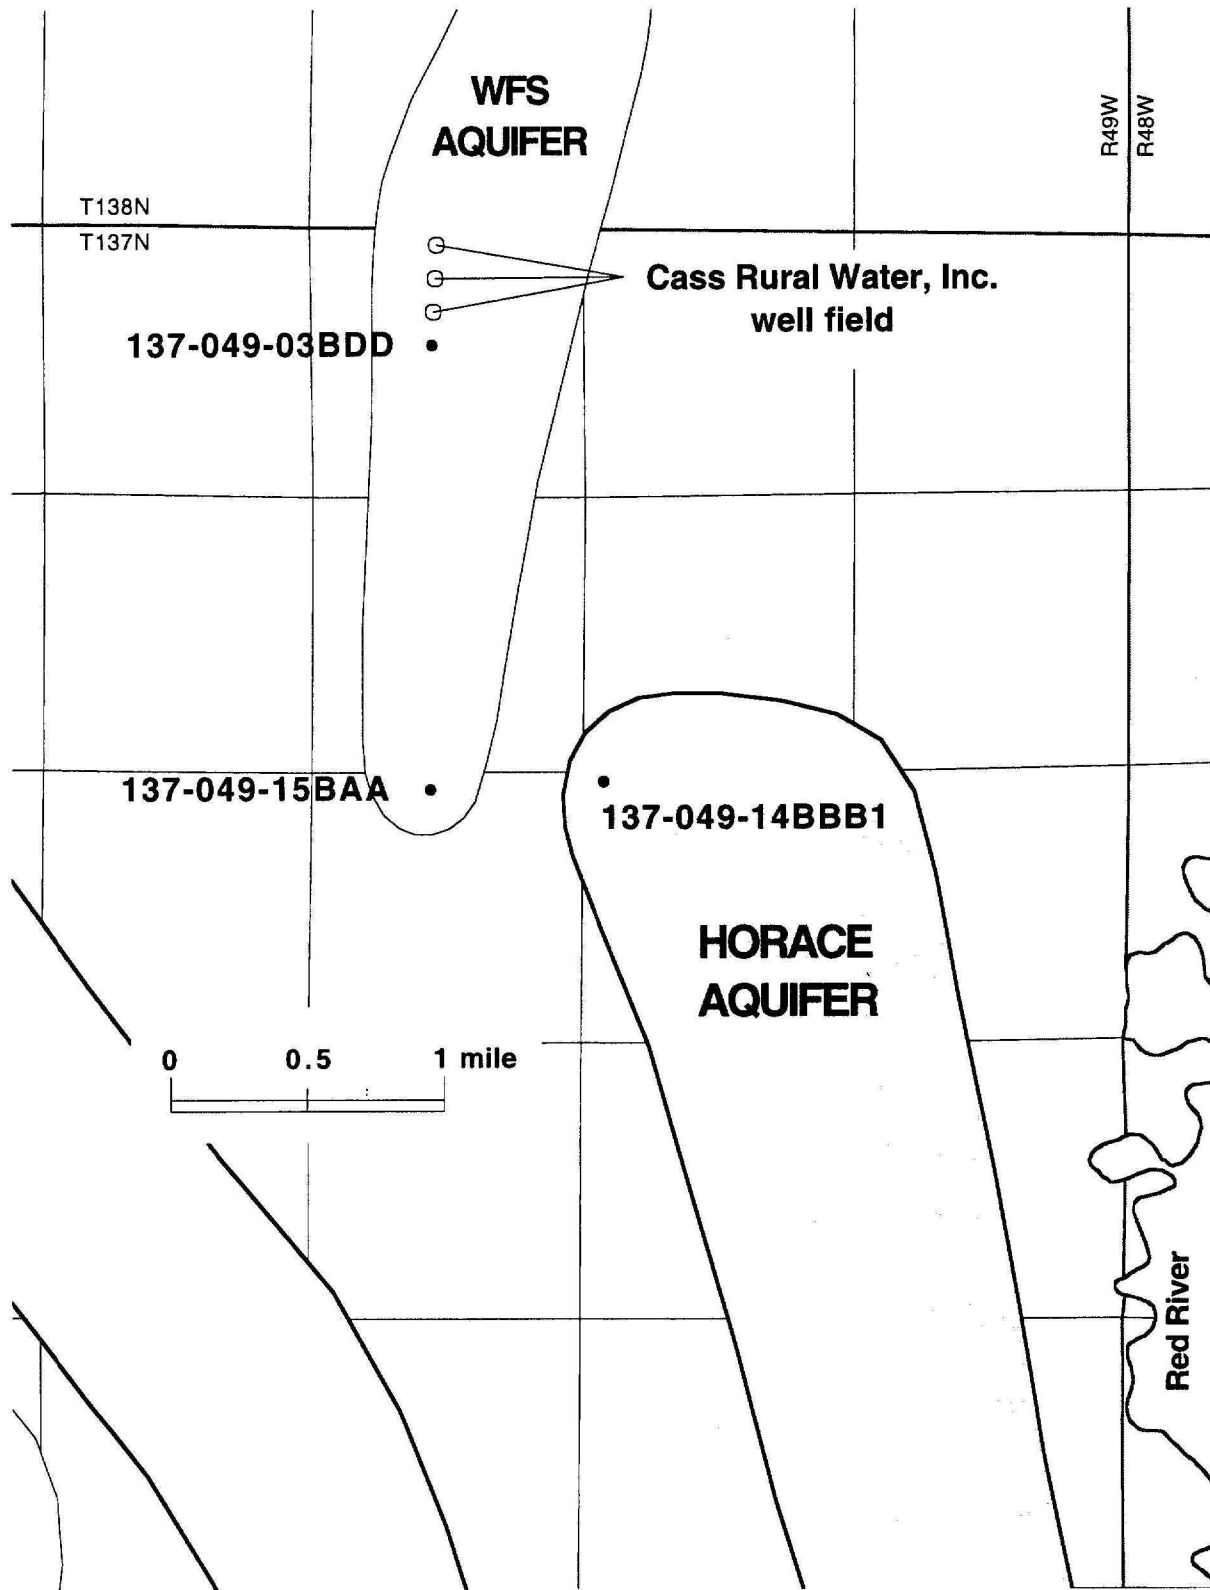 WFS
AQUIFER
R49W
R48W
T138N
T137N
Cass Rural Water, Inc.
well field
137-049-03BDD
137-049-15BAA
137-049-14BBB1
HORACE
AQUIFER
0 0.5 1 mile
Red River